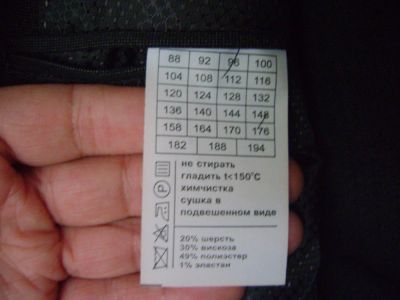 88 92 96 100
104 108 112 116
120 124 128 132
136 140 144 148
158 164 170 176
182 188 194
не стирать
гладить t<150°C
химчистка
сушка в
подвешенном виде
P
20% шерсть
30% вискоза
49% полиэстер
1% эластан